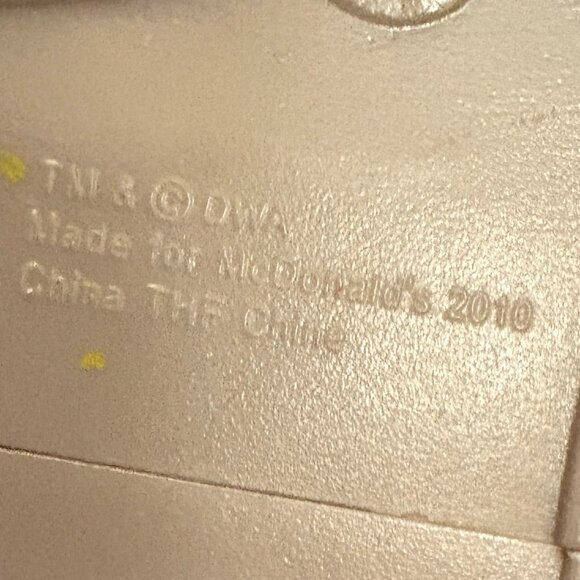 TM & © DWA
Made for McDonald's 2010
China THF Chine